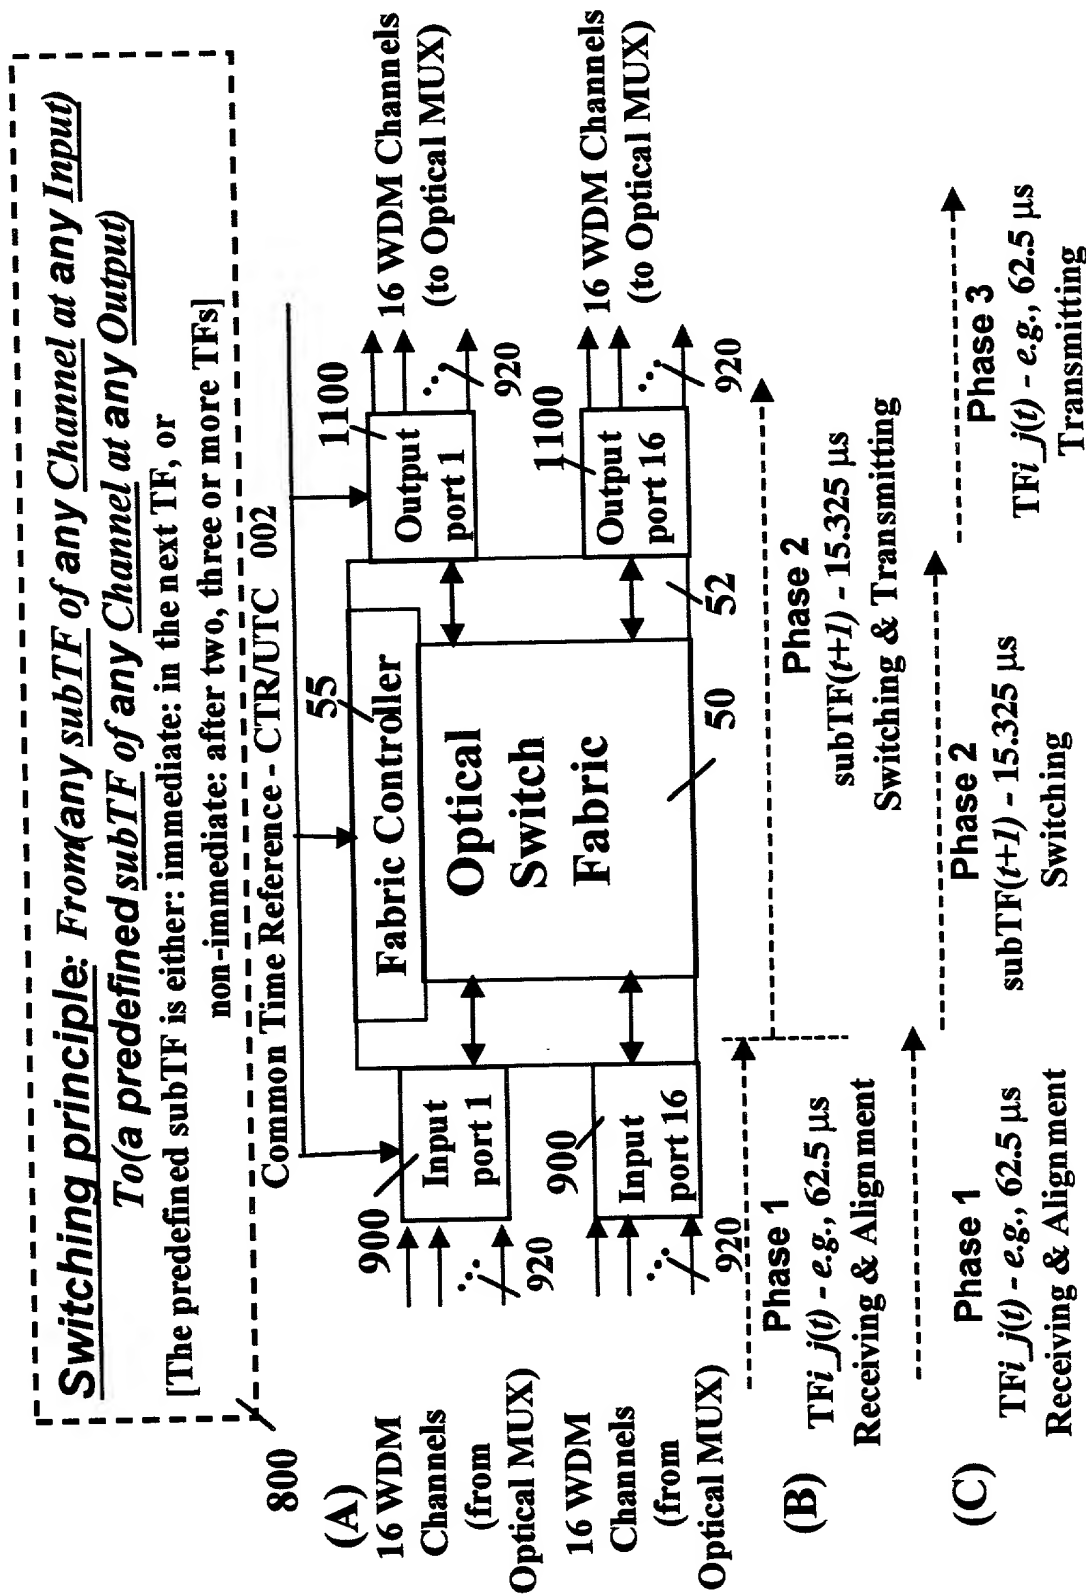 Switching principle: From(any subTF of any Channel at any Input)
To(a predefined subTF of any Channel at any Output)
[The predefined subTF is either: immediate: in the next TF, or
non-immediate: after two, three or more TFs]
800
Common Time Reference - CTR/UTC 002
(A)
16 WDM
Channels
(from
Optical MUX)
16 WDM
Channels
(from
Optical MUX)
900
Input
port 1
920
900
Input
port 16
920
55
Fabric Controller
Optical
Switch
Fabric
50
52
1100
Output
port 1
920
1100
Output
port 16
920
16 WDM Channels
(to Optical MUX)
16 WDM Channels
(to Optical MUX)
(B)
Phase 1
TFi_j(t) - e.g., 62.5 µs
Receiving & Alignment
Phase 2
subTF(t+1) - 15.325 µs
Switching & Transmitting
(C)
Phase 1
TFi_j(t) - e.g., 62.5 µs
Receiving & Alignment
Phase 2
subTF(t+1) - 15.325 µs
Switching
Phase 3
TFi_j(t) - e.g., 62.5 µs
Transmitting